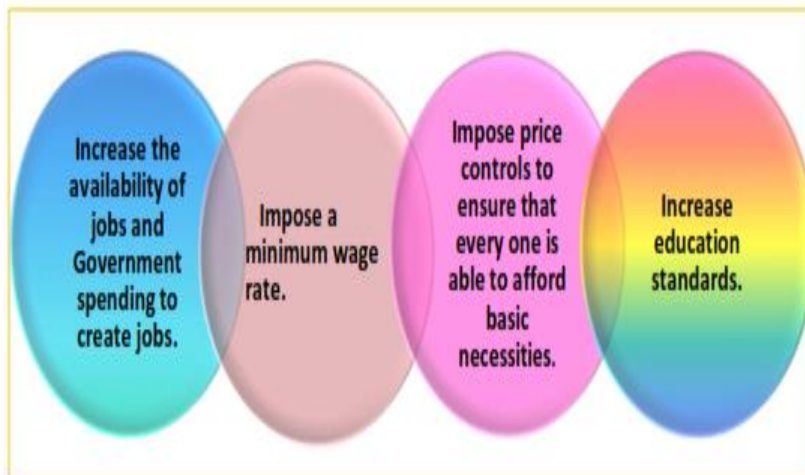 Increase the
availability of
jobs and
Government
spending to
create jobs.
Impose a
minimum wage
rate.
Impose price
controls to
ensure that
every one is
able to afford
basic
necessities.
Increase
education
standards.